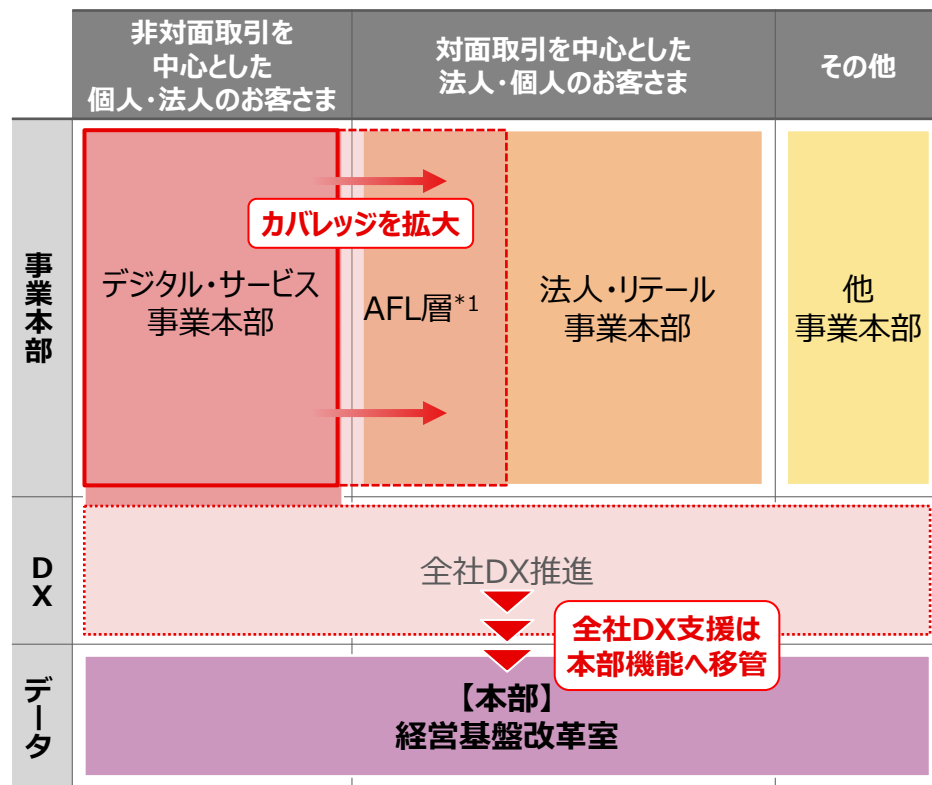 非対面取引を
中心とした
個人・法人のお客さま
対面取引を中心とした
法人・個人のお客さま
その他
事業本部
カバレッジを拡大
デジタル・サービス
事業本部
AFL層*1
法人・リテール
事業本部
他
事業本部
DX
全社DX推進
全社DX支援は
本部機能へ移管
データ
【本部】
経営基盤改革室